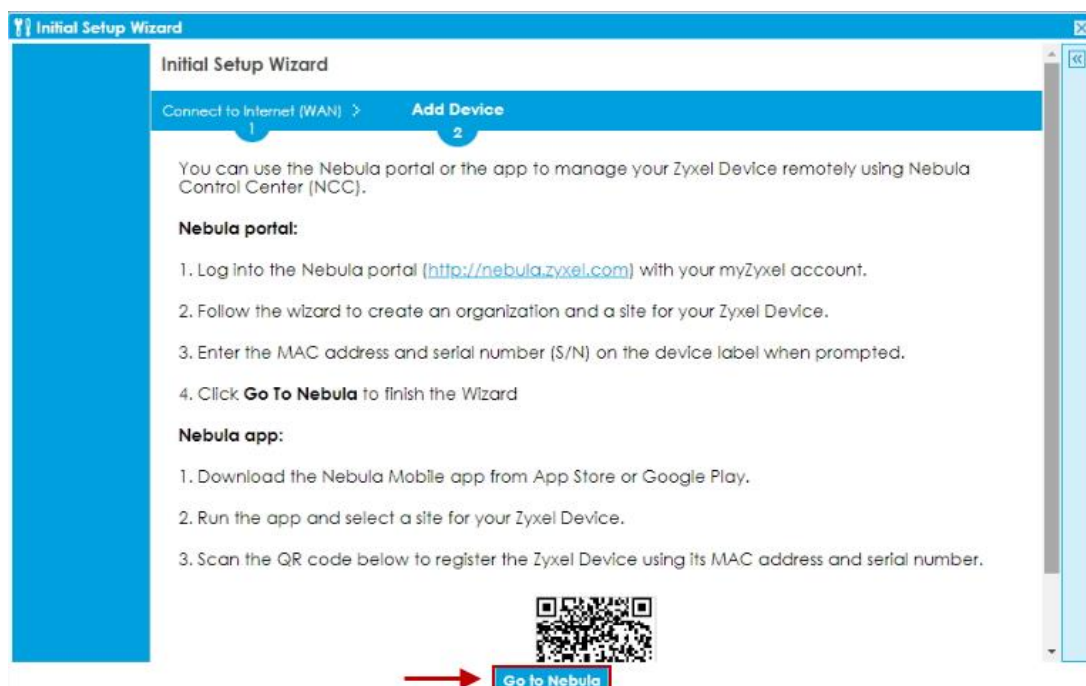 Initial Setup Wizard
Initial Setup Wizard
Connect to Internet (WAN) > Add Device
1 2
You can use the Nebula portal or the app to manage your Zyxel Device remotely using Nebula
Control Center (NCC).
Nebula portal:
1. Log into the Nebula portal (http://nebula.zyxel.com) with your myZyxel account.
2. Follow the wizard to create an organization and a site for your Zyxel Device.
3. Enter the MAC address and serial number (S/N) on the device label when prompted.
4. Click Go To Nebula to finish the Wizard
Nebula app:
1. Download the Nebula Mobile app from App Store or Google Play.
2. Run the app and select a site for your Zyxel Device.
3. Scan the QR code below to register the Zyxel Device using its MAC address and serial number.
Go to Nebula